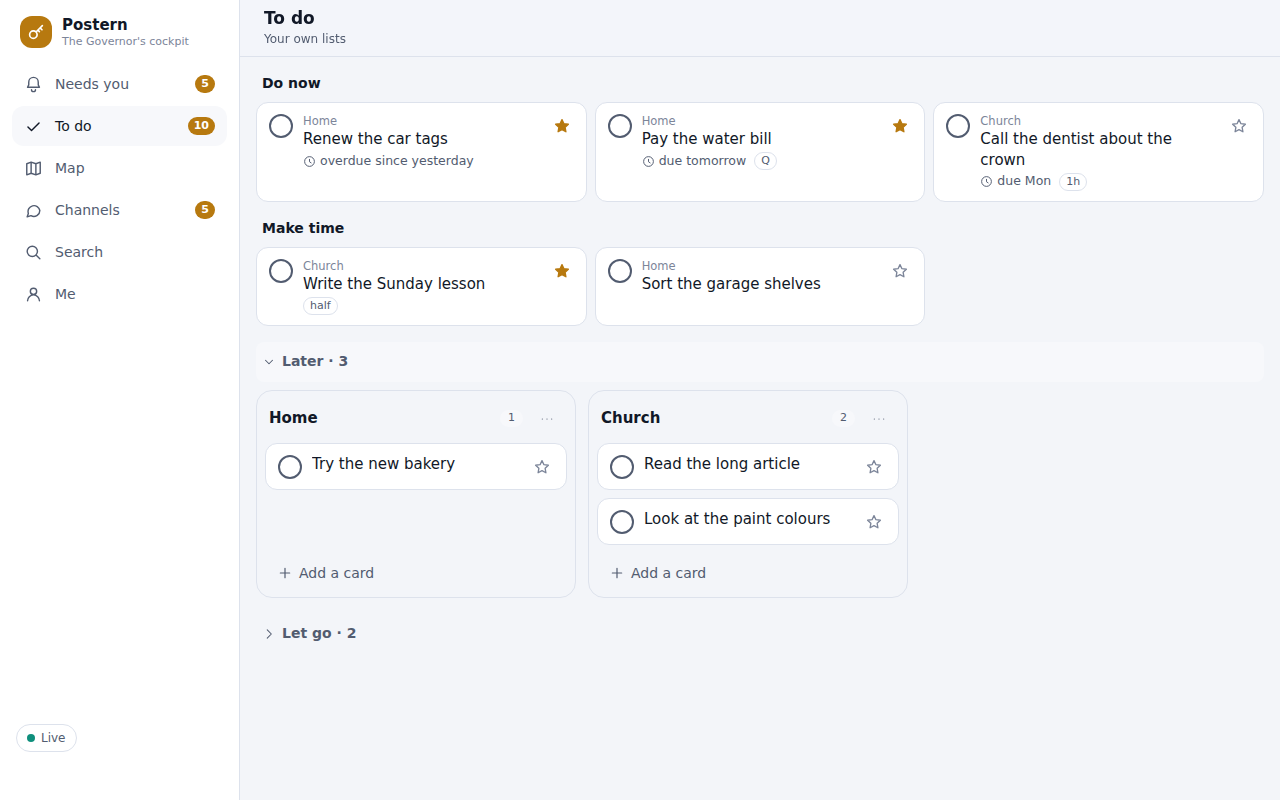 Postern
The Governor's cockpit
Needs you 5
To do 10
Map
Channels 5
Search
Me
Live
To do
Your own lists
Do now
Home
Renew the car tags
overdue since yesterday
Home
Pay the water bill
due tomorrow Q
Church
Call the dentist about the
crown
due Mon 1h
Make time
Church
Write the Sunday lesson
half
Home
Sort the garage shelves
Later · 3
Home 1 ...
Try the new bakery
Add a card
Church 2 ...
Read the long article
Look at the paint colours
Add a card
Let go · 2